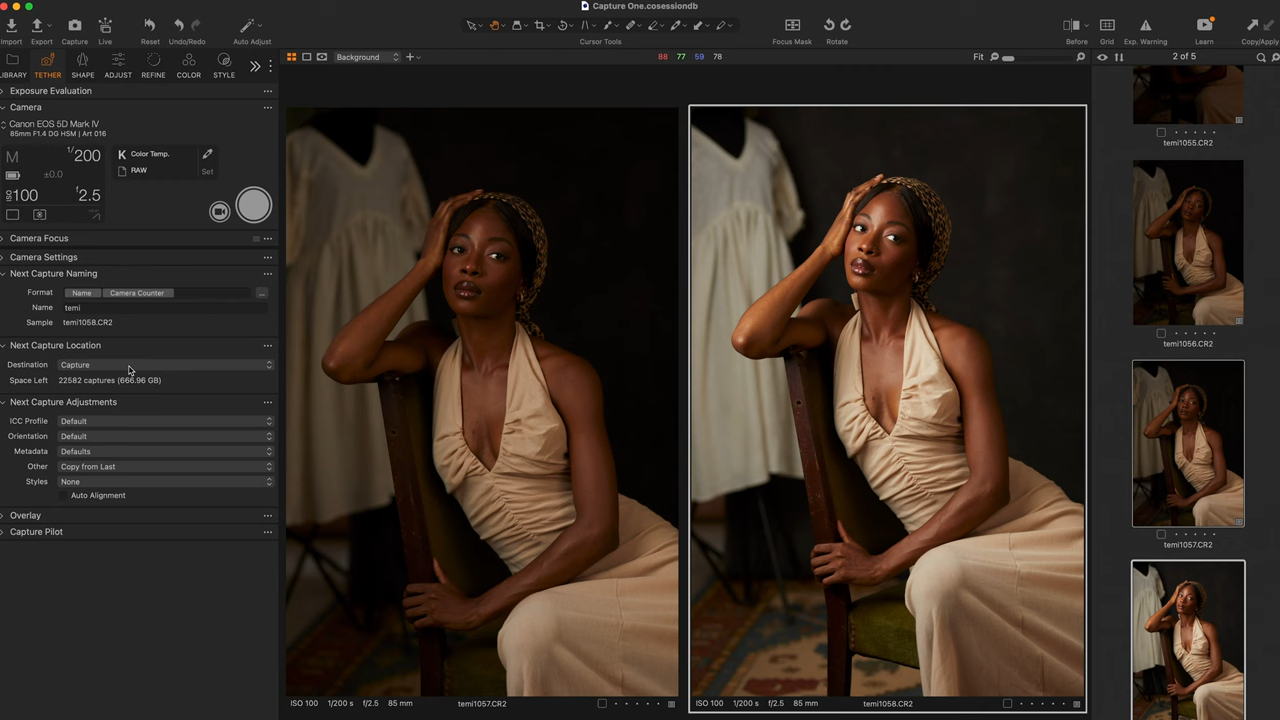 Capture One.cosessiondb
Import
Export
Capture
Live
Reset
Undo/Redo
Auto Adjust
Cursor Tools
Focus Mask
Rotate
Before
Grid
Exp. Warning
Learn
Copy/Apply
LIBRARY
TETHER
SHAPE
ADJUST
REFINE
COLOR
STYLE
Background
88 77 59 78
Fit
2 of 5
Exposure Evaluation
Camera
Canon EOS 5D Mark IV
85mm F1.4 DG HSM | Art 016
M
1/200
±0.0
ISO 100
f2.5
K Color Temp.
RAW
Set
Camera Focus
Camera Settings
Next Capture Naming
Format Name Camera Counter ...
Name temi
Sample temi1058.CR2
Next Capture Location
Destination Capture
Space Left 22582 captures (666.96 GB)
Next Capture Adjustments
ICC Profile Default
Orientation Default
Metadata Defaults
Other Copy from Last
Styles None
Auto Alignment
Overlay
Capture Pilot
ISO 100 1/200 s f/2.5 85 mm temi1057.CR2
ISO 100 1/200 s f/2.5 85 mm temi1058.CR2
temi1055.CR2
temi1056.CR2
temi1057.CR2